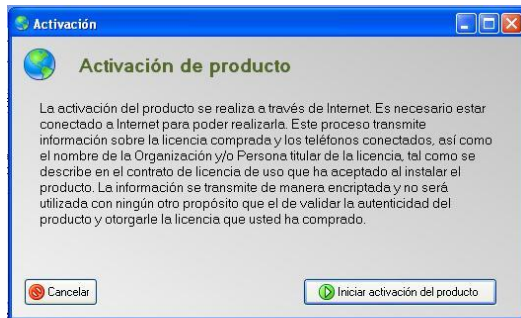 Activación
Activación de producto
La activación del producto se realiza a través de Internet. Es necesario estar
conectado a Internet para poder realizarla. Este proceso transmite
información sobre la licencia comprada y los teléfonos conectados, así como
el nombre de la Organización y/o Persona titular de la licencia, tal como se
describe en el contrato de licencia de uso que ha aceptado al instalar el
producto. La información se transmite de manera encriptada y no será
utilizada con ningún otro propósito que el de validar la autenticidad del
producto y otorgarle la licencia que usted ha comprado.
Cancelar
Iniciar activación del producto